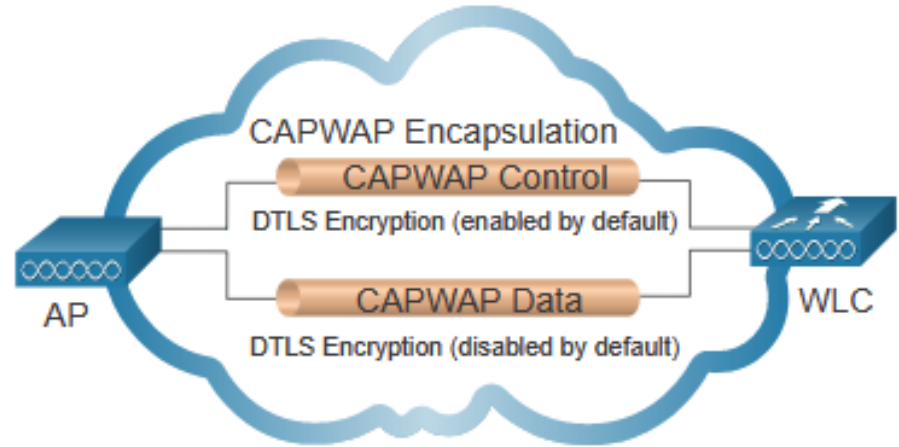 CAPWAP Encapsulation
CAPWAP Control
DTLS Encryption (enabled by default)
AP
WLC
CAPWAP Data
DTLS Encryption (disabled by default)